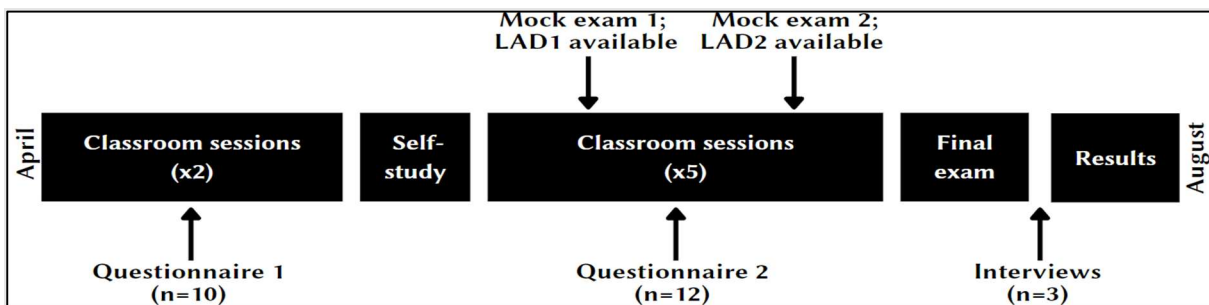 Mock exam 1;
LAD1 available
Mock exam 2;
LAD2 available
April
Classroom sessions
(x2)
Self-
study
Classroom sessions
(x5)
Final
exam
Results
August
Questionnaire 1
(n=10)
Questionnaire 2
(n=12)
Interviews
(n=3)